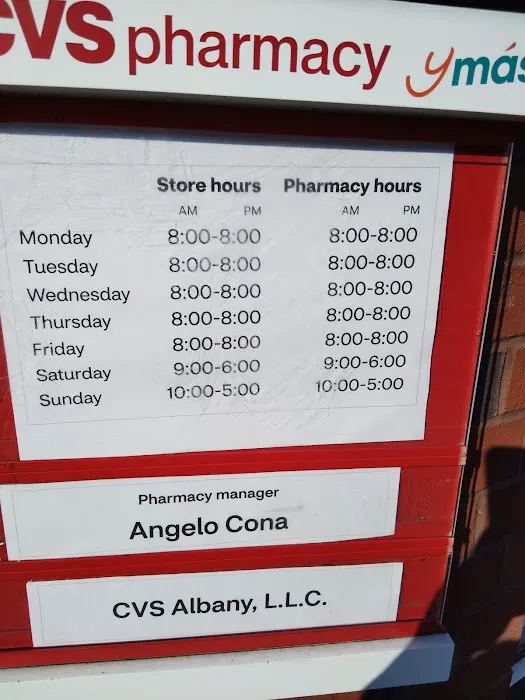 CVS pharmacy ymás
Store hours Pharmacy hours
AM PM AM PM
Monday 8:00-8:00 8:00-8:00
Tuesday 8:00-8:00 8:00-8:00
Wednesday 8:00-8:00 8:00-8:00
Thursday 8:00-8:00 8:00-8:00
Friday 8:00-8:00 8:00-8:00
Saturday 9:00-6:00 9:00-6:00
Sunday 10:00-5:00 10:00-5:00
Pharmacy manager
Angelo Cona
CVS Albany, L.L.C.